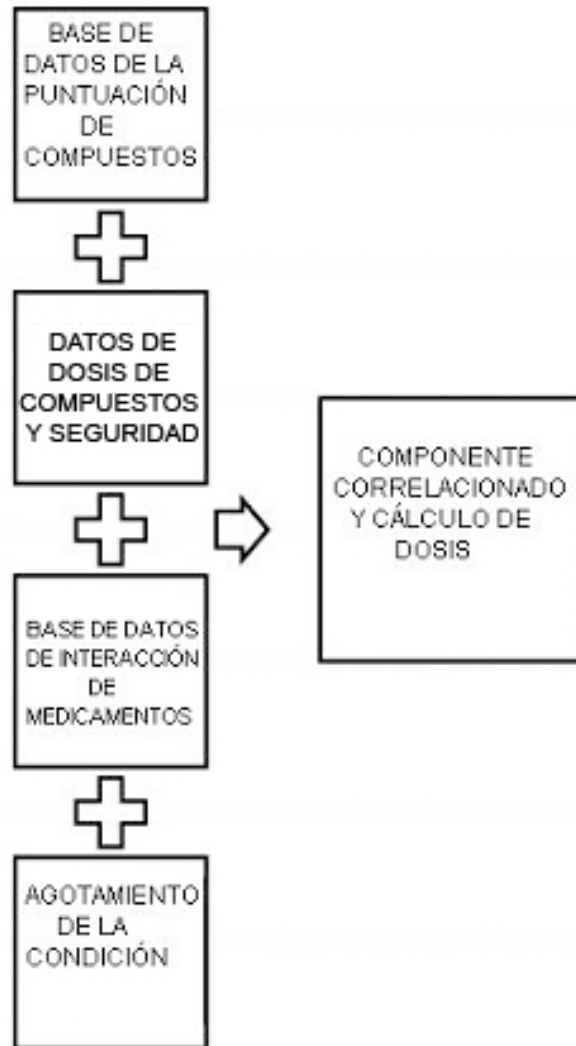 BASE DE
DATOS DE LA
PUNTUACIÓN
DE
COMPUESTOS
DATOS DE
DOSIS DE
COMPUESTOS
Y SEGURIDAD
BASE DE DATOS
DE INTERACCIÓN
DE
MEDICAMENTOS
AGOTAMIENTO
DE LA
CONDICIÓN
COMPONENTE
CORRELACIONADO
Y CÁLCULO DE
DOSIS